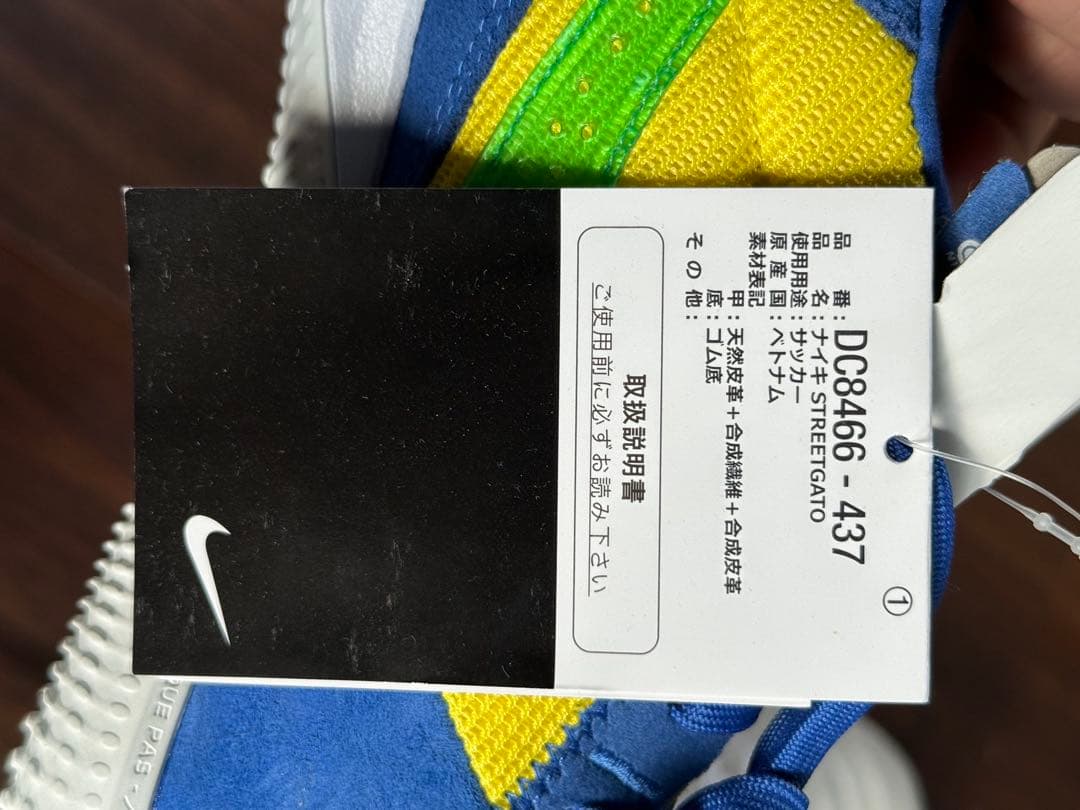 ①
品　　番：DC8466 - 437
品　　名：ナイキ STREETGATO
使用用途：サッカー
原 産 国：ベトナム
素材表記
甲：天然皮革＋合成繊維＋合成皮革
底：ゴム底
そ の 他：
取扱説明書
ご使用前に必ずお読み下さい
PAS